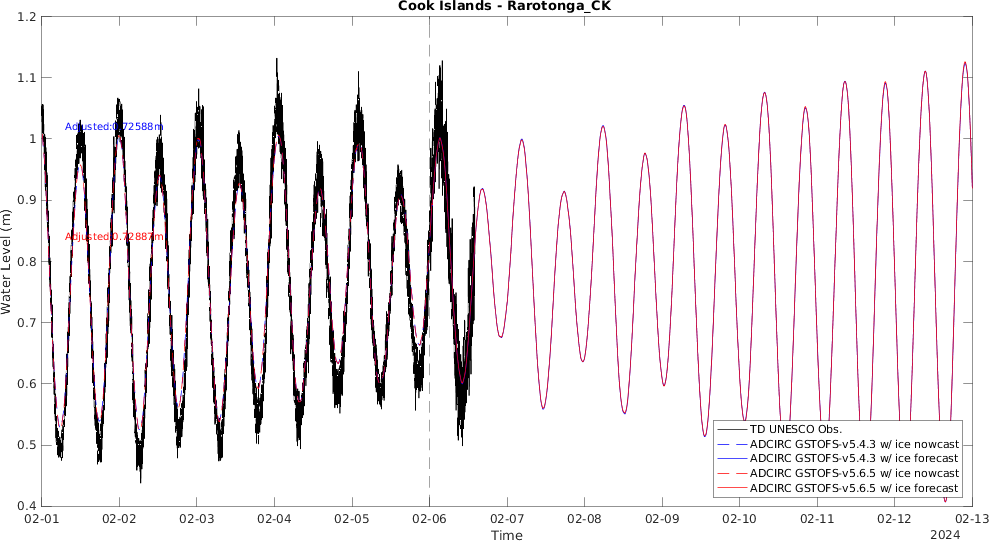 Cook Islands - Rarotonga_CK
1.2
1.1
1
0.9
0.8
0.7
0.6
0.5
0.4
Water Level (m)
Adjusted:0.72588m
Adjusted:0.72887m
TD UNESCO Obs.
ADCIRC GSTOFS-v5.4.3 w/ ice nowcast
ADCIRC GSTOFS-v5.4.3 w/ ice forecast
ADCIRC GSTOFS-v5.6.5 w/ ice nowcast
ADCIRC GSTOFS-v5.6.5 w/ ice forecast
02-01 02-02 02-03 02-04 02-05 02-06 02-07 02-08 02-09 02-10 02-11 02-12 02-13
Time
2024